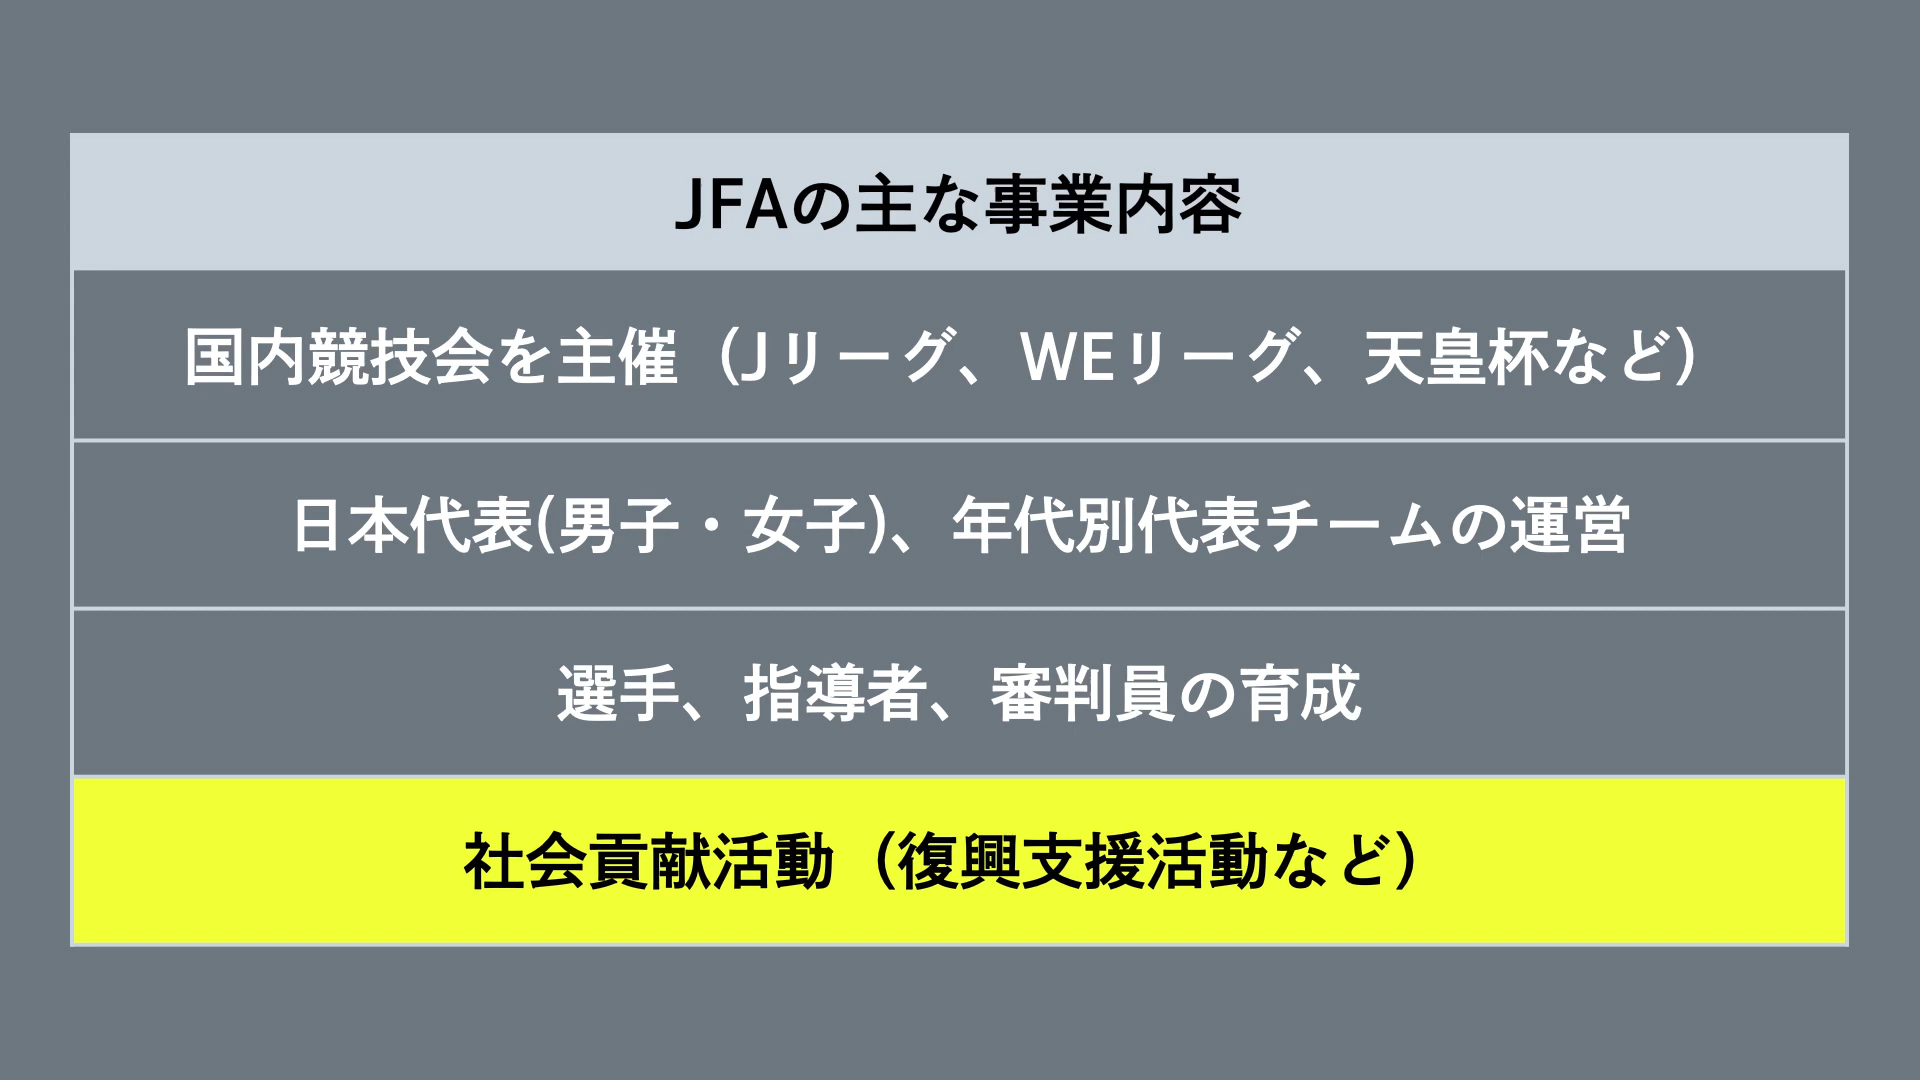 JFAの主な事業内容
国内競技会を主催（Jリーグ、WEリーグ、天皇杯など）
日本代表(男子・女子)、年代別代表チームの運営
選手、指導者、審判員の育成
社会貢献活動（復興支援活動など）